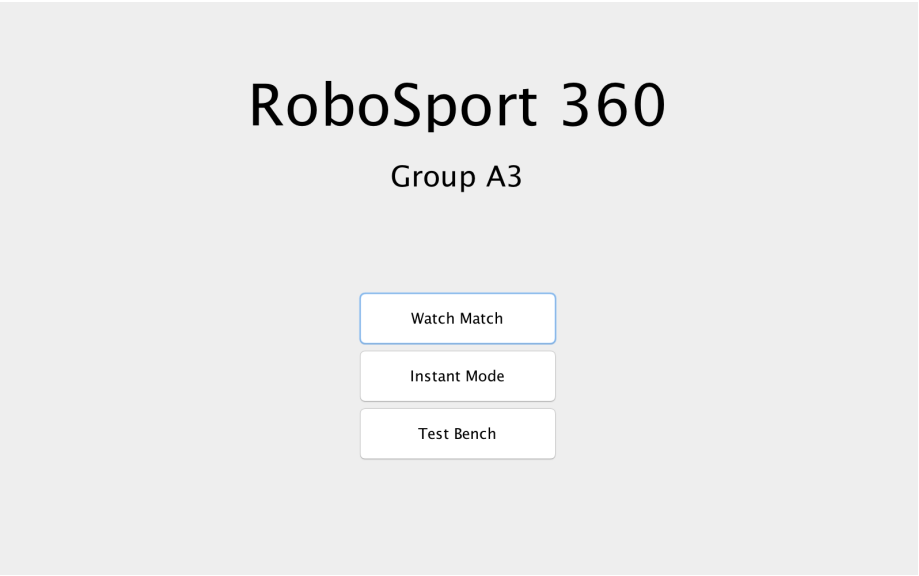 RoboSport 360
Group A3
Watch Match
Instant Mode
Test Bench